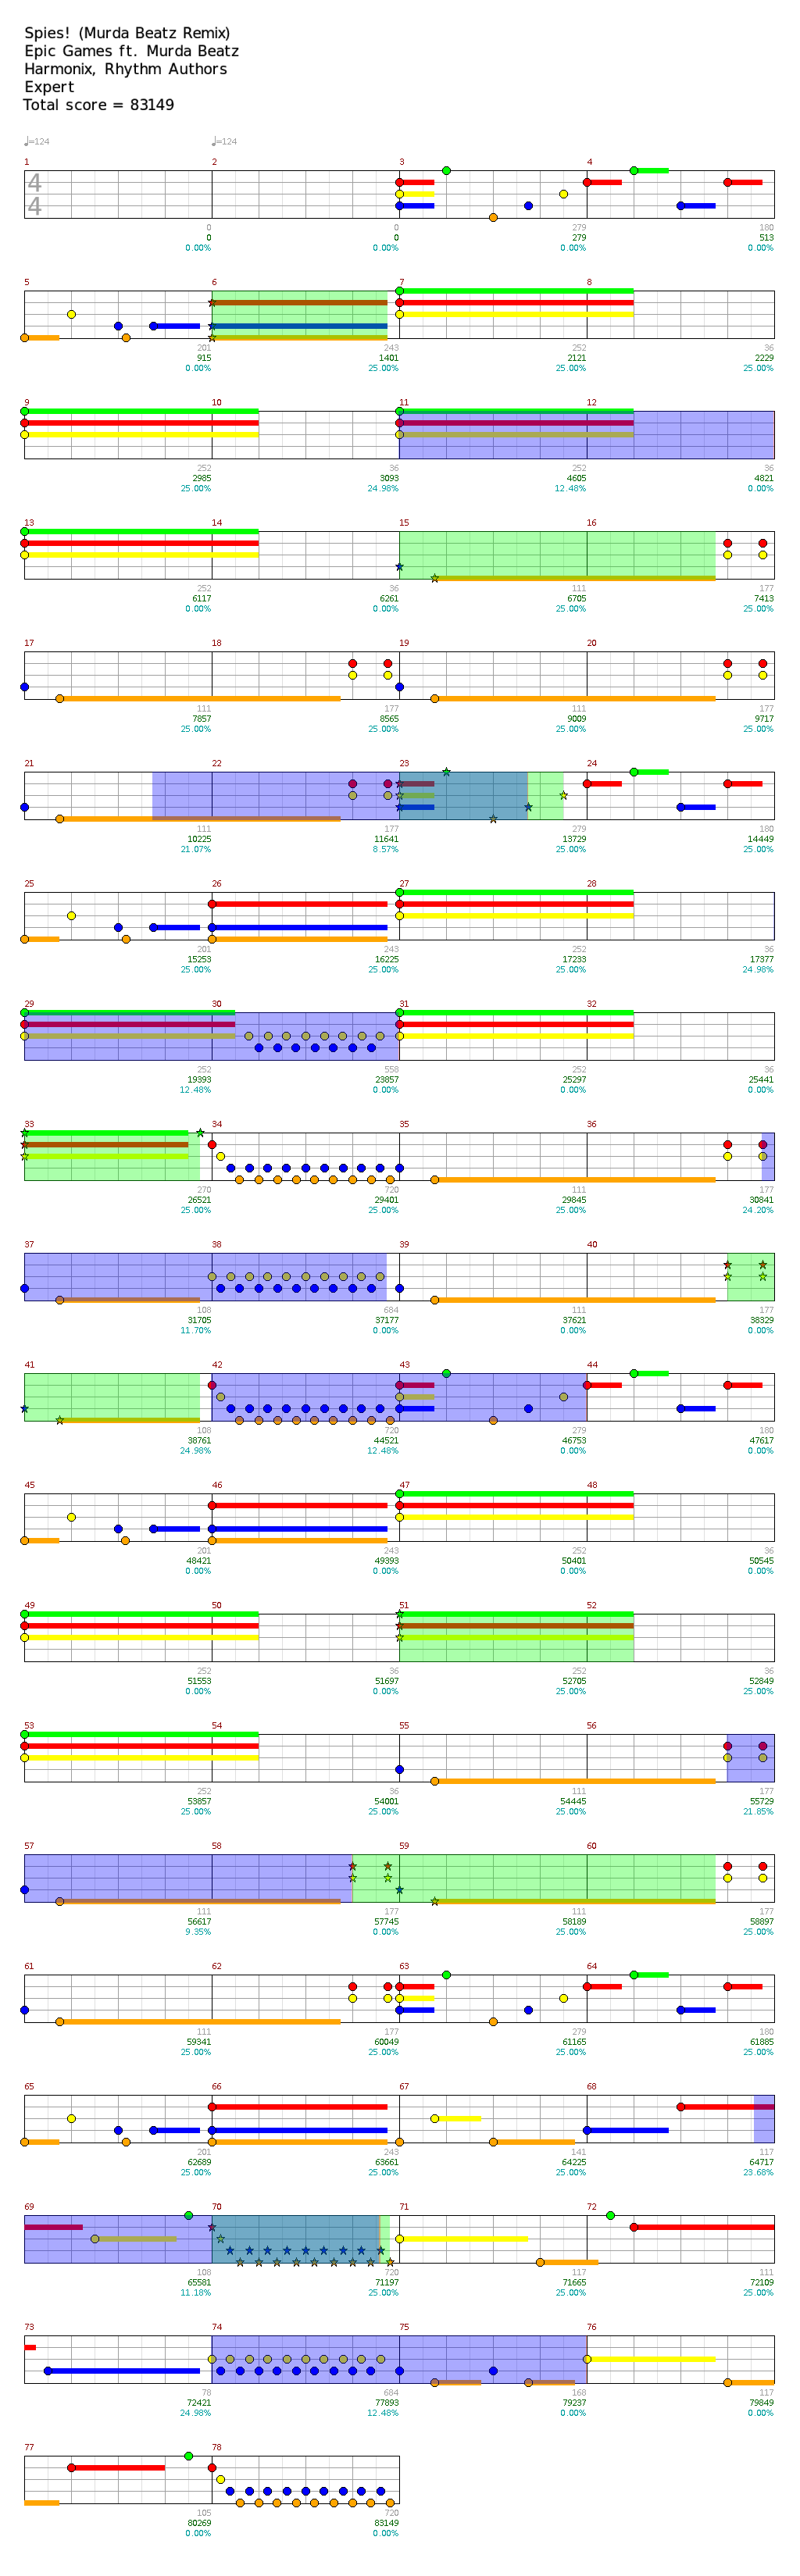 Spies! (Murda Beatz Remix)
Epic Games ft. Murda Beatz
Harmonix, Rhythm Authors
Expert
Total score = 83149
♩=124 ♩=124
1 2 3 4
4
4
0 0 279 180
0 0 279 513
0.00% 0.00% 0.00% 0.00%
5 6 7 8
201 243 252 36
915 1401 2121 2229
0.00% 25.00% 25.00% 25.00%
9 10 11 12
252 36 252 36
2985 3093 4605 4821
25.00% 24.98% 12.48% 0.00%
13 14 15 16
252 36 111 177
6117 6261 6705 7413
0.00% 0.00% 25.00% 25.00%
17 18 19 20
111 177 111 177
7857 8565 9009 9717
25.00% 25.00% 25.00% 25.00%
21 22 23 24
111 177 279 180
10225 11641 13729 14449
21.07% 8.57% 25.00% 25.00%
25 26 27 28
201 243 252 36
15253 16225 17233 17377
25.00% 25.00% 25.00% 24.98%
29 30 31 32
252 558 252 36
19393 23857 25297 25441
12.48% 0.00% 0.00% 0.00%
33 34 35 36
270 720 111 177
26521 29401 29845 30841
25.00% 25.00% 25.00% 24.20%
37 38 39 40
108 684 111 177
31705 37177 37621 38329
11.70% 0.00% 0.00% 0.00%
41 42 43 44
108 720 279 180
38761 44521 46753 47617
24.98% 12.48% 0.00% 0.00%
45 46 47 48
201 243 252 36
48421 49393 50401 50545
0.00% 0.00% 0.00% 0.00%
49 50 51 52
252 36 252 36
51553 51697 52705 52849
0.00% 0.00% 25.00% 25.00%
53 54 55 56
252 36 111 177
53857 54001 54445 55729
25.00% 25.00% 25.00% 21.85%
57 58 59 60
111 177 111 177
56617 57745 58189 58897
9.35% 0.00% 25.00% 25.00%
61 62 63 64
111 177 279 180
59341 60049 61165 61885
25.00% 25.00% 25.00% 25.00%
65 66 67 68
201 243 141 117
62689 63661 64225 64717
25.00% 25.00% 25.00% 23.68%
69 70 71 72
108 720 117 111
65581 71197 71665 72109
11.18% 25.00% 25.00% 25.00%
73 74 75 76
78 684 168 117
72421 77893 79237 79849
24.98% 12.48% 0.00% 0.00%
77 78
105 720
80269 83149
0.00% 0.00%